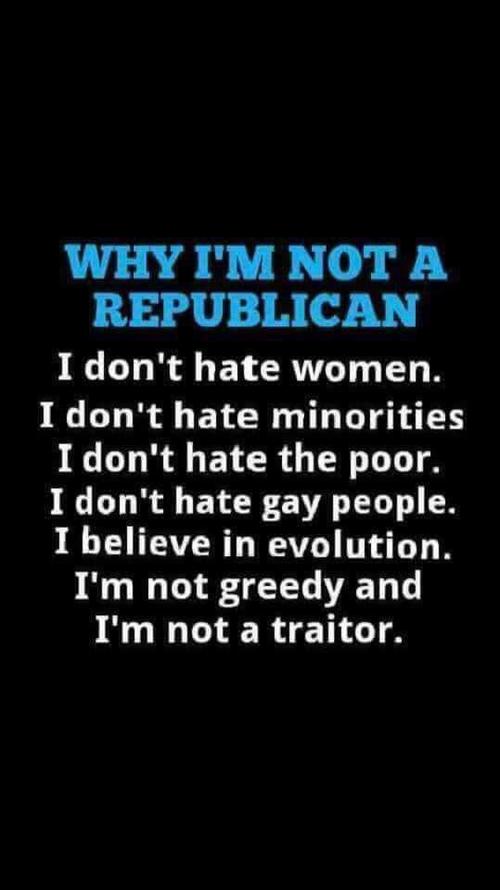 WHY I'M NOT A
REPUBLICAN
I don't hate women.
I don't hate minorities
I don't hate the poor.
I don't hate gay people.
I believe in evolution.
I'm not greedy and
I'm not a traitor.